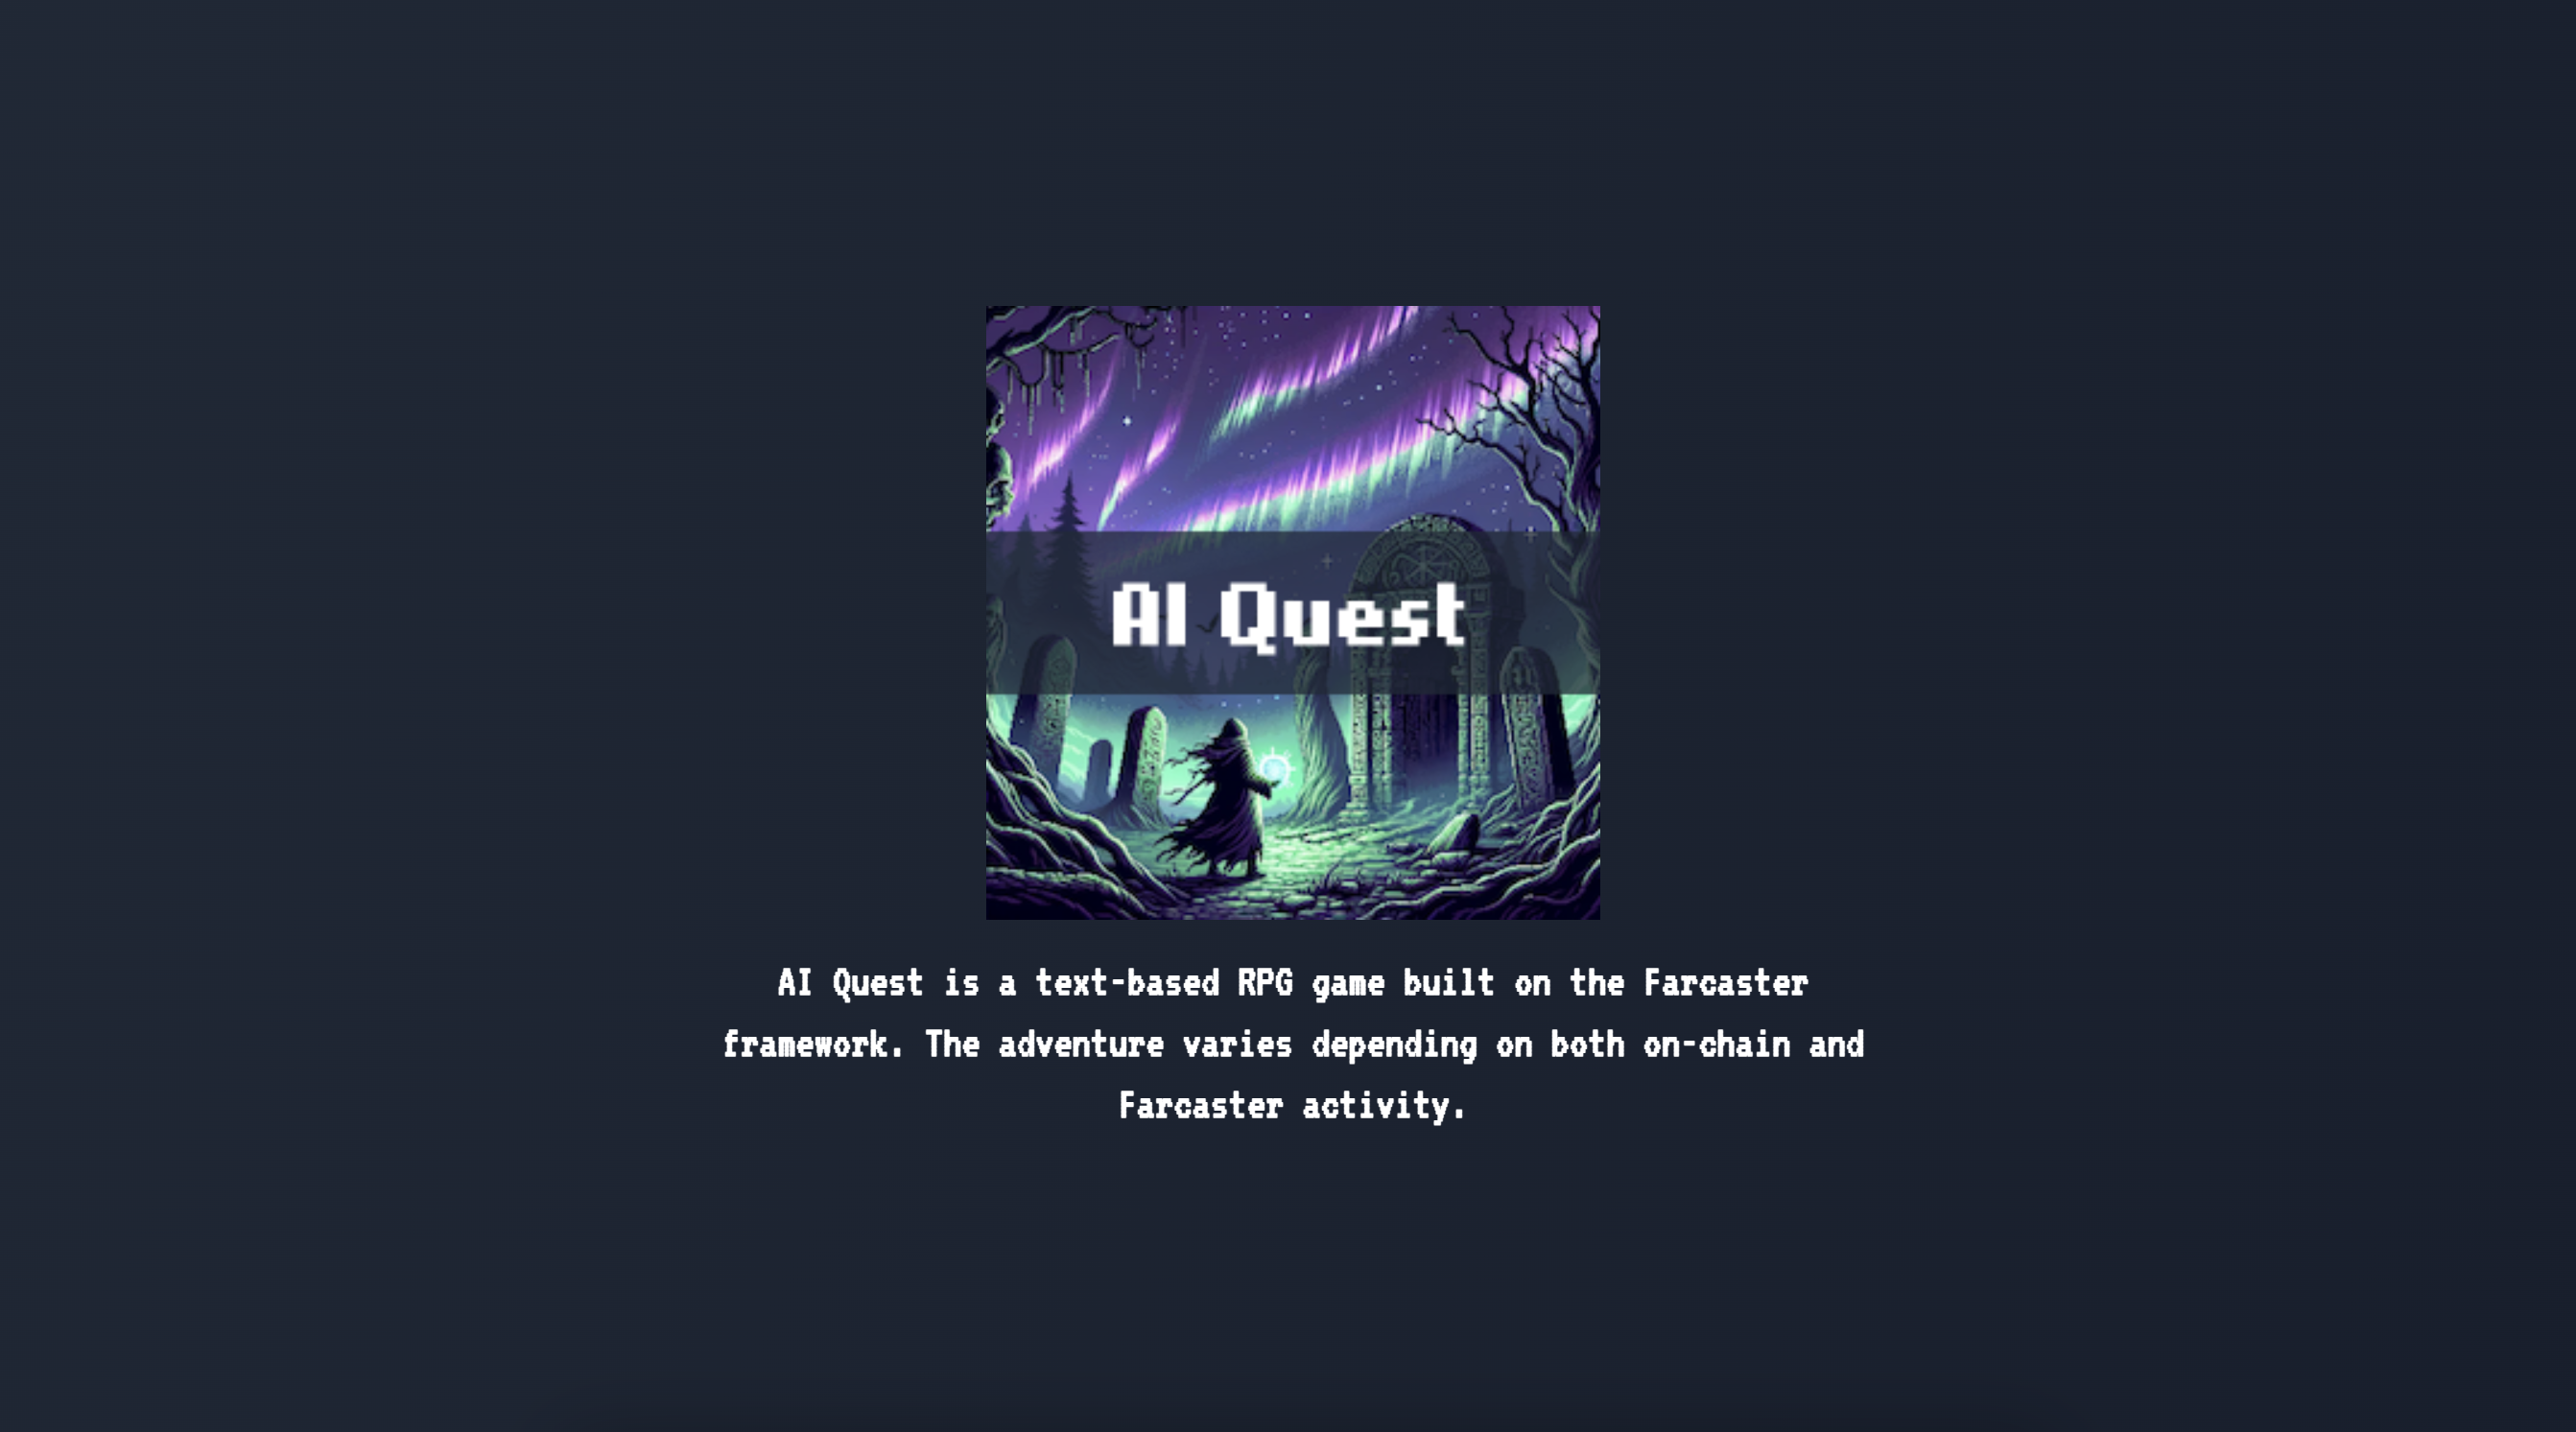 AI Quest
AI Quest is a text-based RPG game built on the Farcaster
framework. The adventure varies depending on both on-chain and
Farcaster activity.